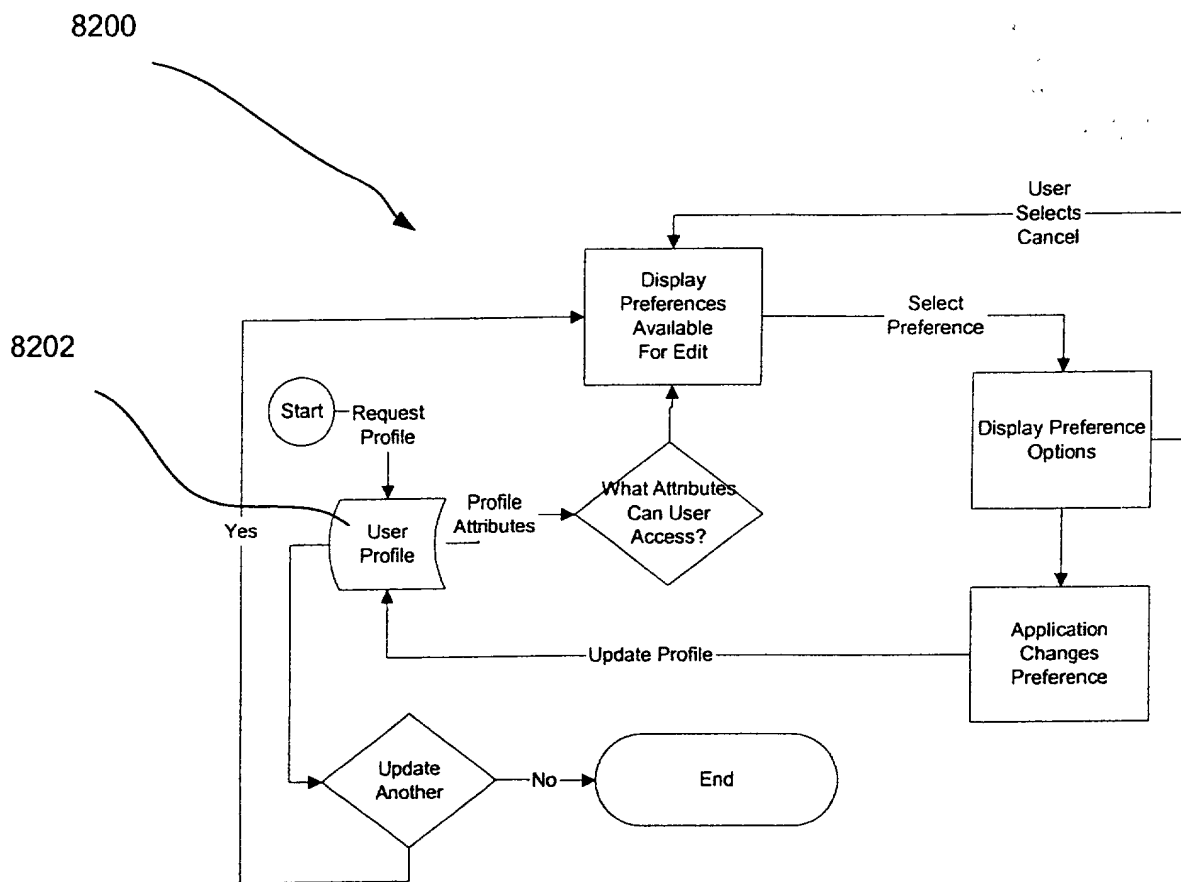 8200
User
Selects
Cancel
Display
Preferences
Available
For Edit
Select
Preference
8202
Start
Request
Profile
Display Preference
Options
What Attributes
Can User
Access?
Profile
Attributes
User
Profile
Yes
Application
Changes
Preference
Update Profile
Update
Another
No
End